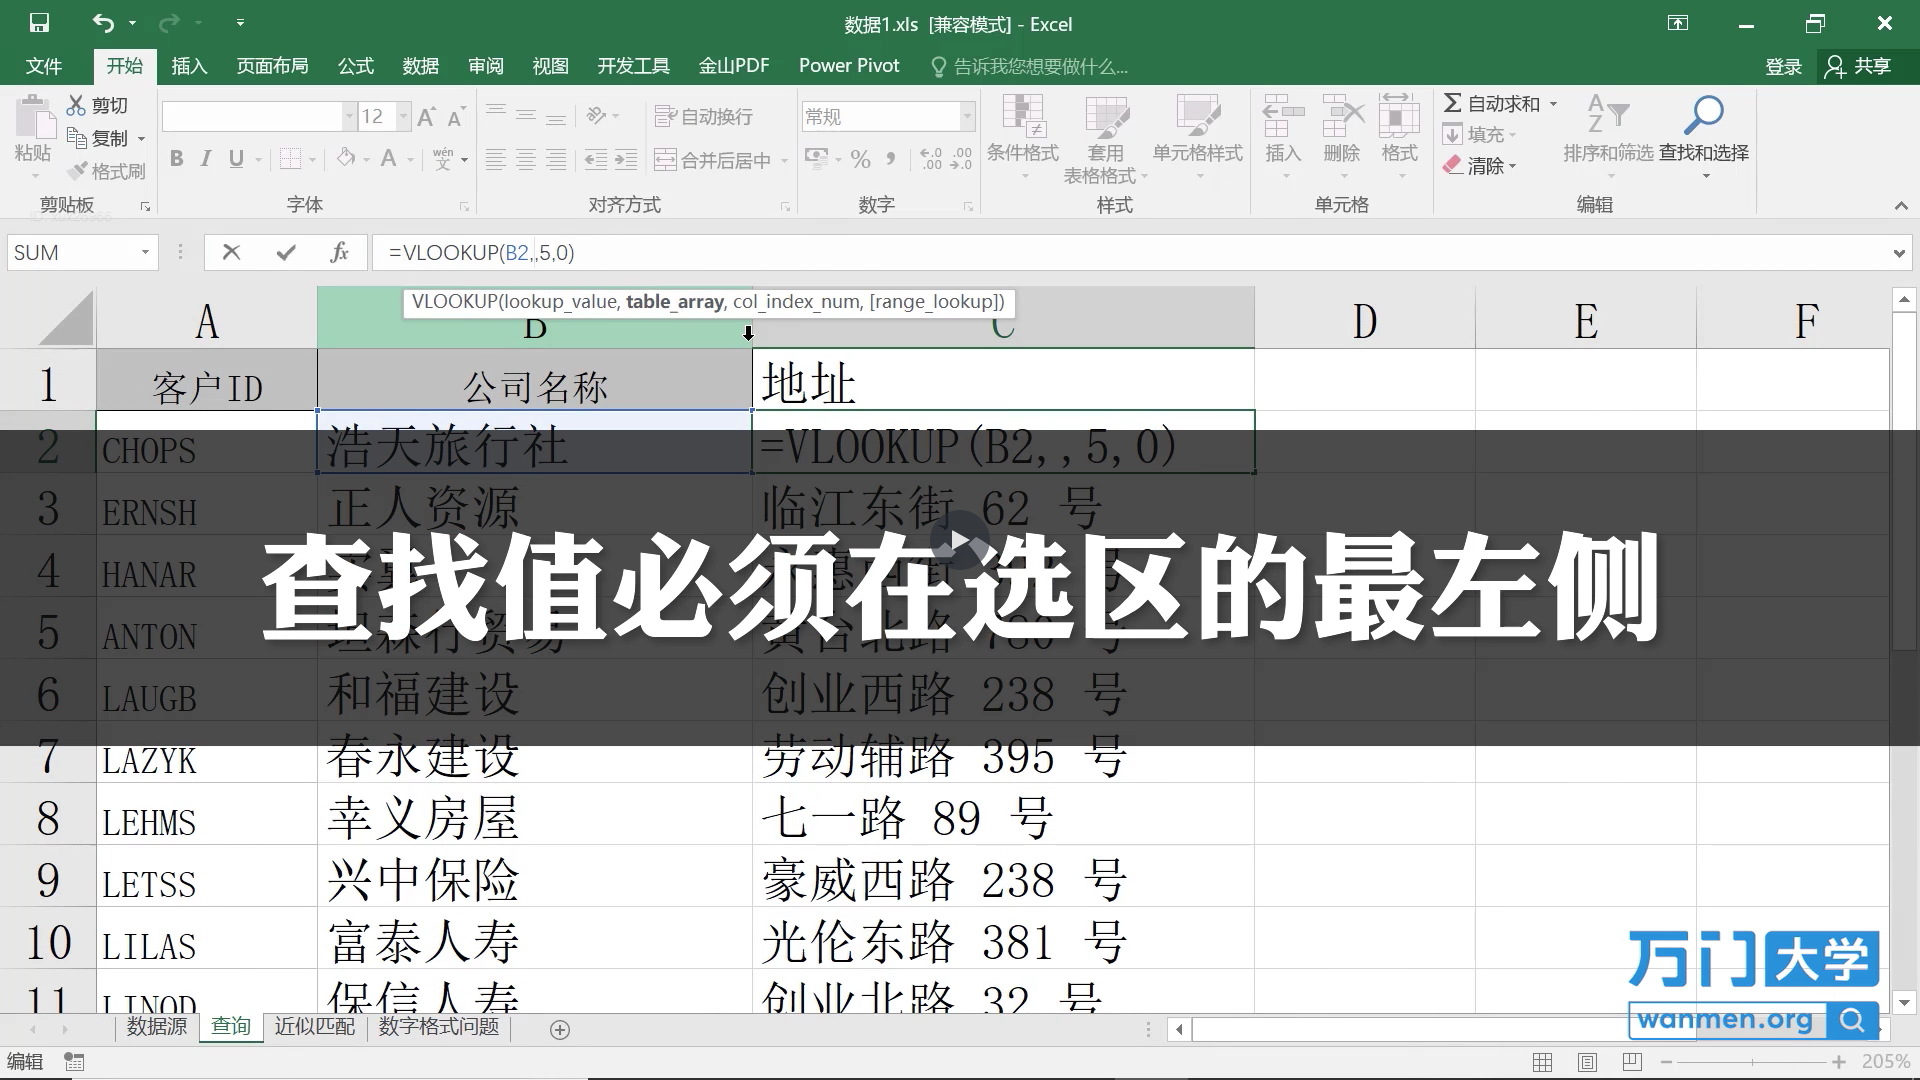 数据1.xls [兼容模式] - Excel
文件 开始 插入 页面布局 公式 数据 审阅 视图 开发工具 金山PDF Power Pivot 告诉我您想要做什么... 登录 共享
粘贴 剪切 复制 格式刷 剪贴板
12 A A B I U A wén 文 字体
自动换行 合并后居中 对齐方式
常规 % , 数字
条件格式 套用 表格格式 单元格样式 样式
插入 删除 格式 单元格
Σ 自动求和 填充 清除 排序和筛选 查找和选择 编辑
SUM fx =VLOOKUP(B2,,5,0)
VLOOKUP(lookup_value, table_array, col_index_num, [range_lookup])
A B C D E F
1 客户ID 公司名称 地址
2 CHOPS 浩天旅行社 =VLOOKUP(B2,,5,0)
3 ERNSH 正人资源 临江东街 62 号
4 HANAR
查找值必须在选区的最左侧
5 ANTON 黄台北路 780 号
6 LAUGB 和福建设 创业西路 238 号
7 LAZYK 春永建设 劳动辅路 395 号
8 LEHMS 幸义房屋 七一路 89 号
9 LETSS 兴中保险 豪威西路 238 号
10 LILAS 富泰人寿 光伦东路 381 号
11 LINOD 保信人寿 创业北路 32 号
万门大学
wanmen.org
数据源 查询 近似匹配 数字格式问题
编辑 205%